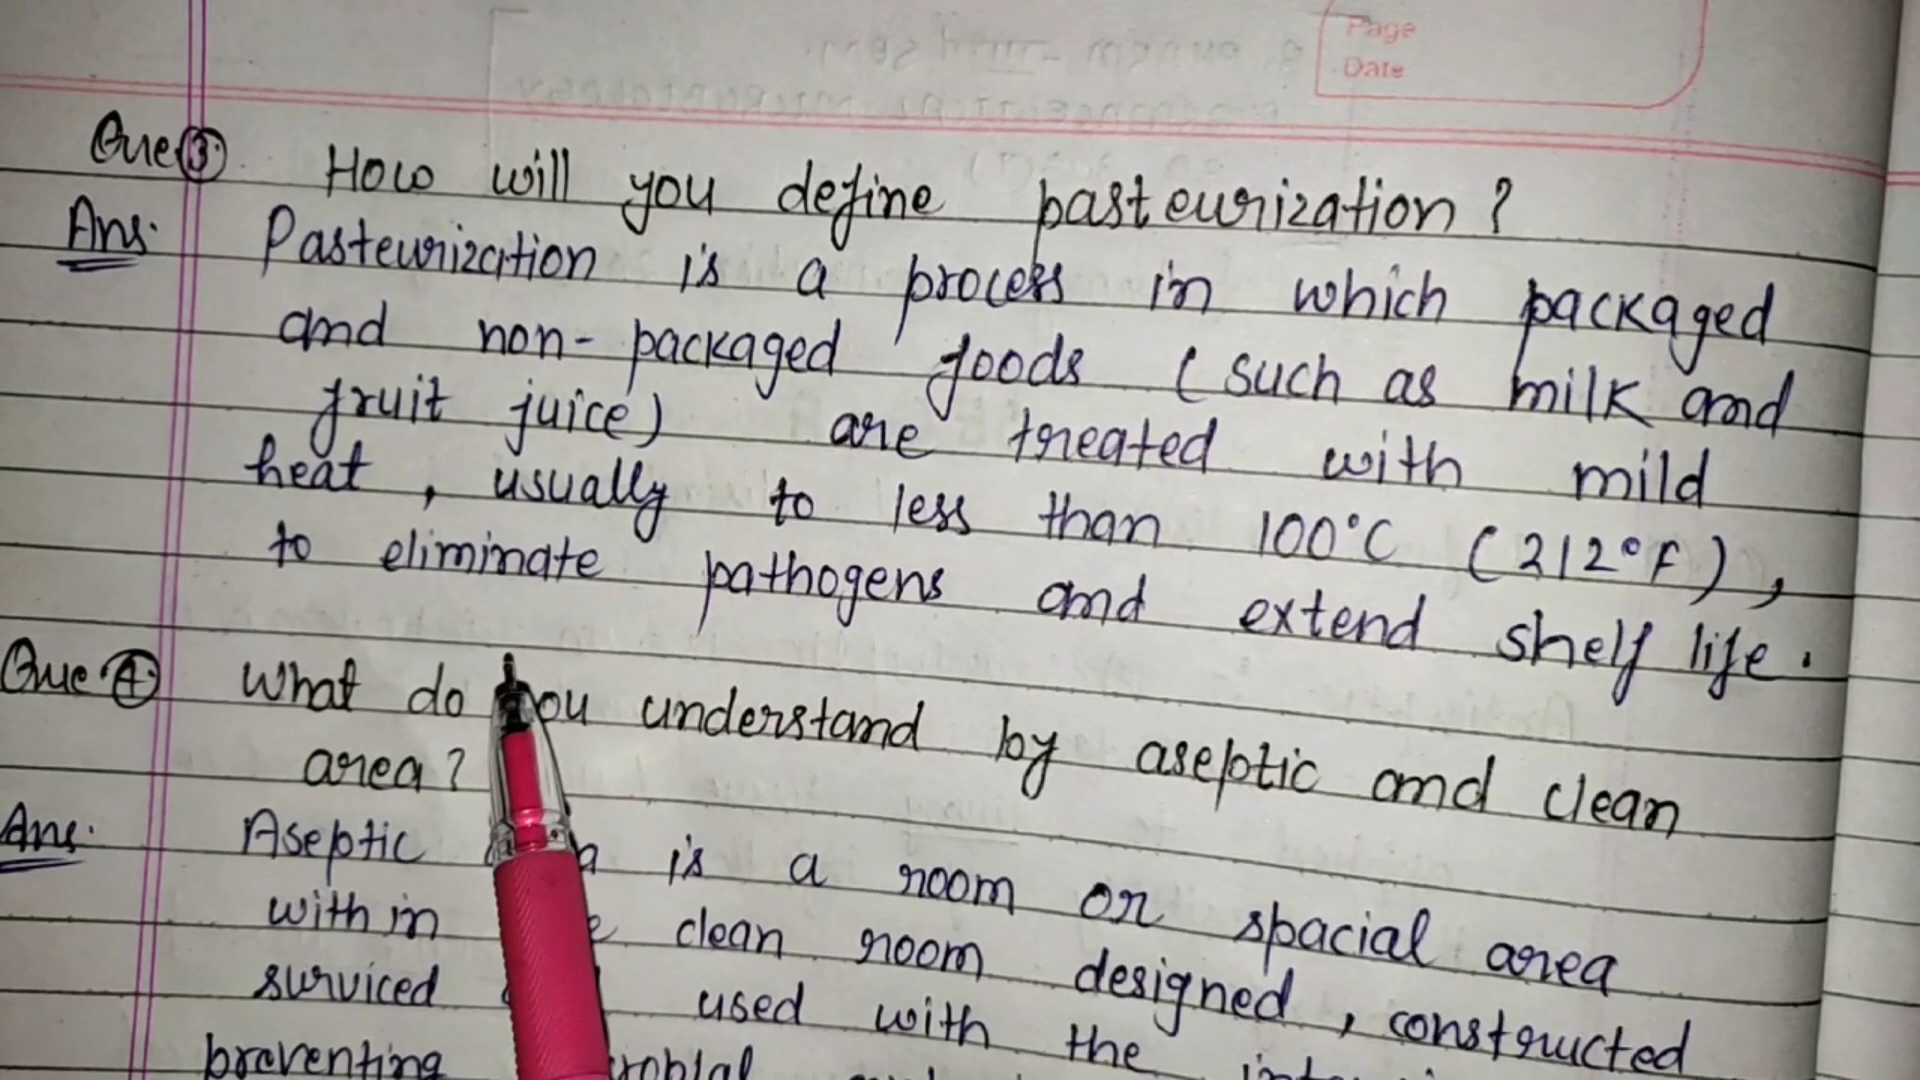 Page
Date
Que③. How will you define pasteurization?
Ans. Pasteurization is a process in which packaged
and non-packaged foods (such as milk and
fruit juice) are treated with mild
heat, usually to less than 100°C (212°F),
to eliminate pathogens and extend shelf life.
Que④ What do you understand by aseptic and clean
area?
Ans. Aseptic is a room or spacial area
within clean room designed, constructed
surviced used with the
preventing